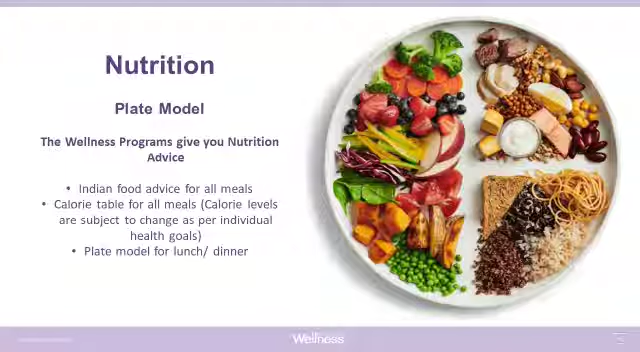 Nutrition
Plate Model
The Wellness Programs give you Nutrition
Advice
• Indian food advice for all meals
• Calorie table for all meals (Calorie levels
are subject to change as per individual
health goals)
• Plate model for lunch/ dinner
Wellness